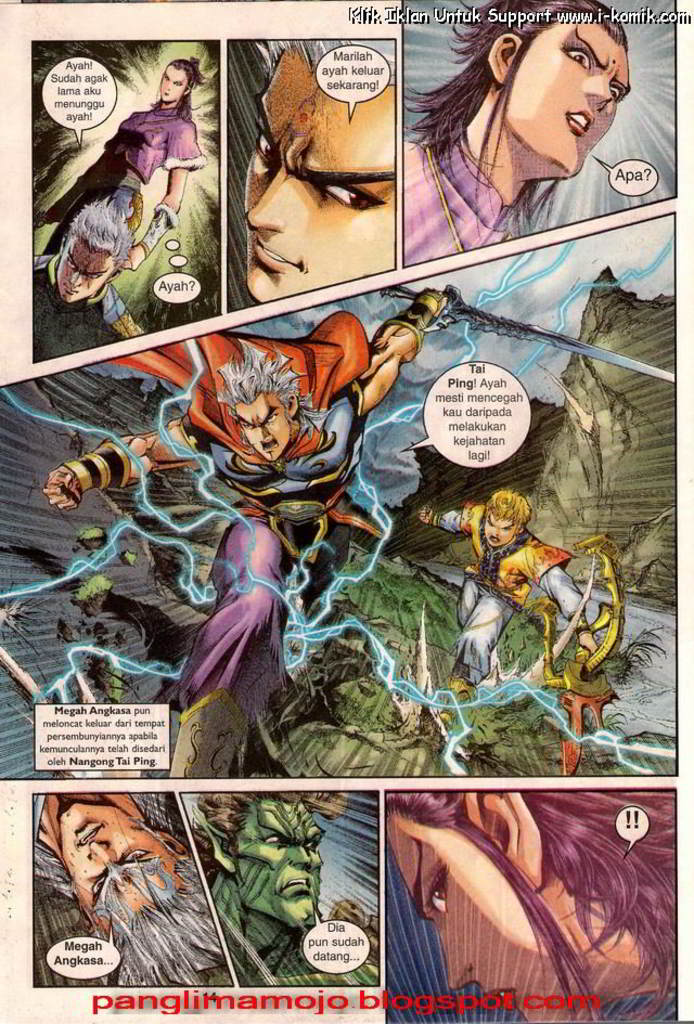 Klik Iklan Untuk Support www.i-komik.com
Ayah!
Sudah agak
lama aku
menunggu
ayah!
Ayah?
Marilah
ayah keluar
sekarang!
Apa?
Tai
Ping! Ayah
mesti mencegah
kau daripada
melakukan
kejahatan
lagi!
Megah Angkasa pun
meloncat keluar dari tempat
persembunyiannya apabila
kemunculannya telah disedari
oleh Nangong Tai Ping.
Megah
Angkasa...
Dia
pun sudah
datang...
!!
panglimamojo.blogspot.com